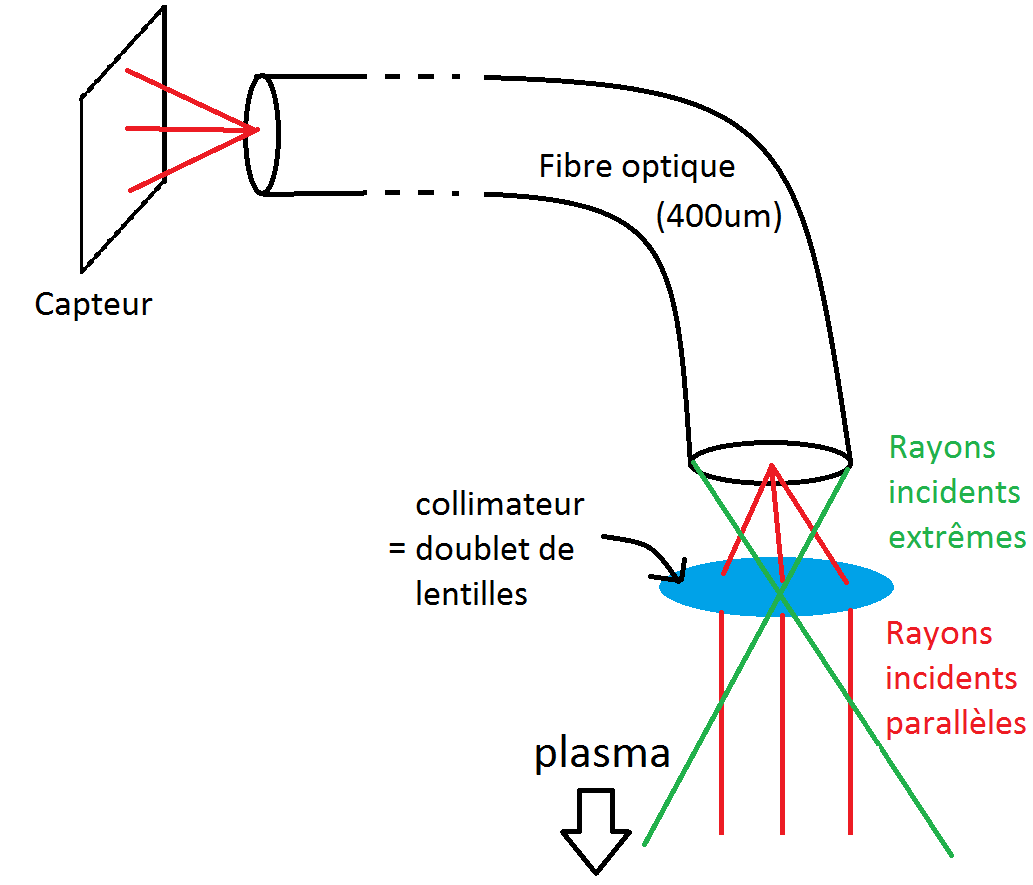 Fibre optique
(400um)
Capteur
Rayons
incidents
extrêmes
collimateur
= doublet de
lentilles
Rayons
incidents
parallèles
plasma